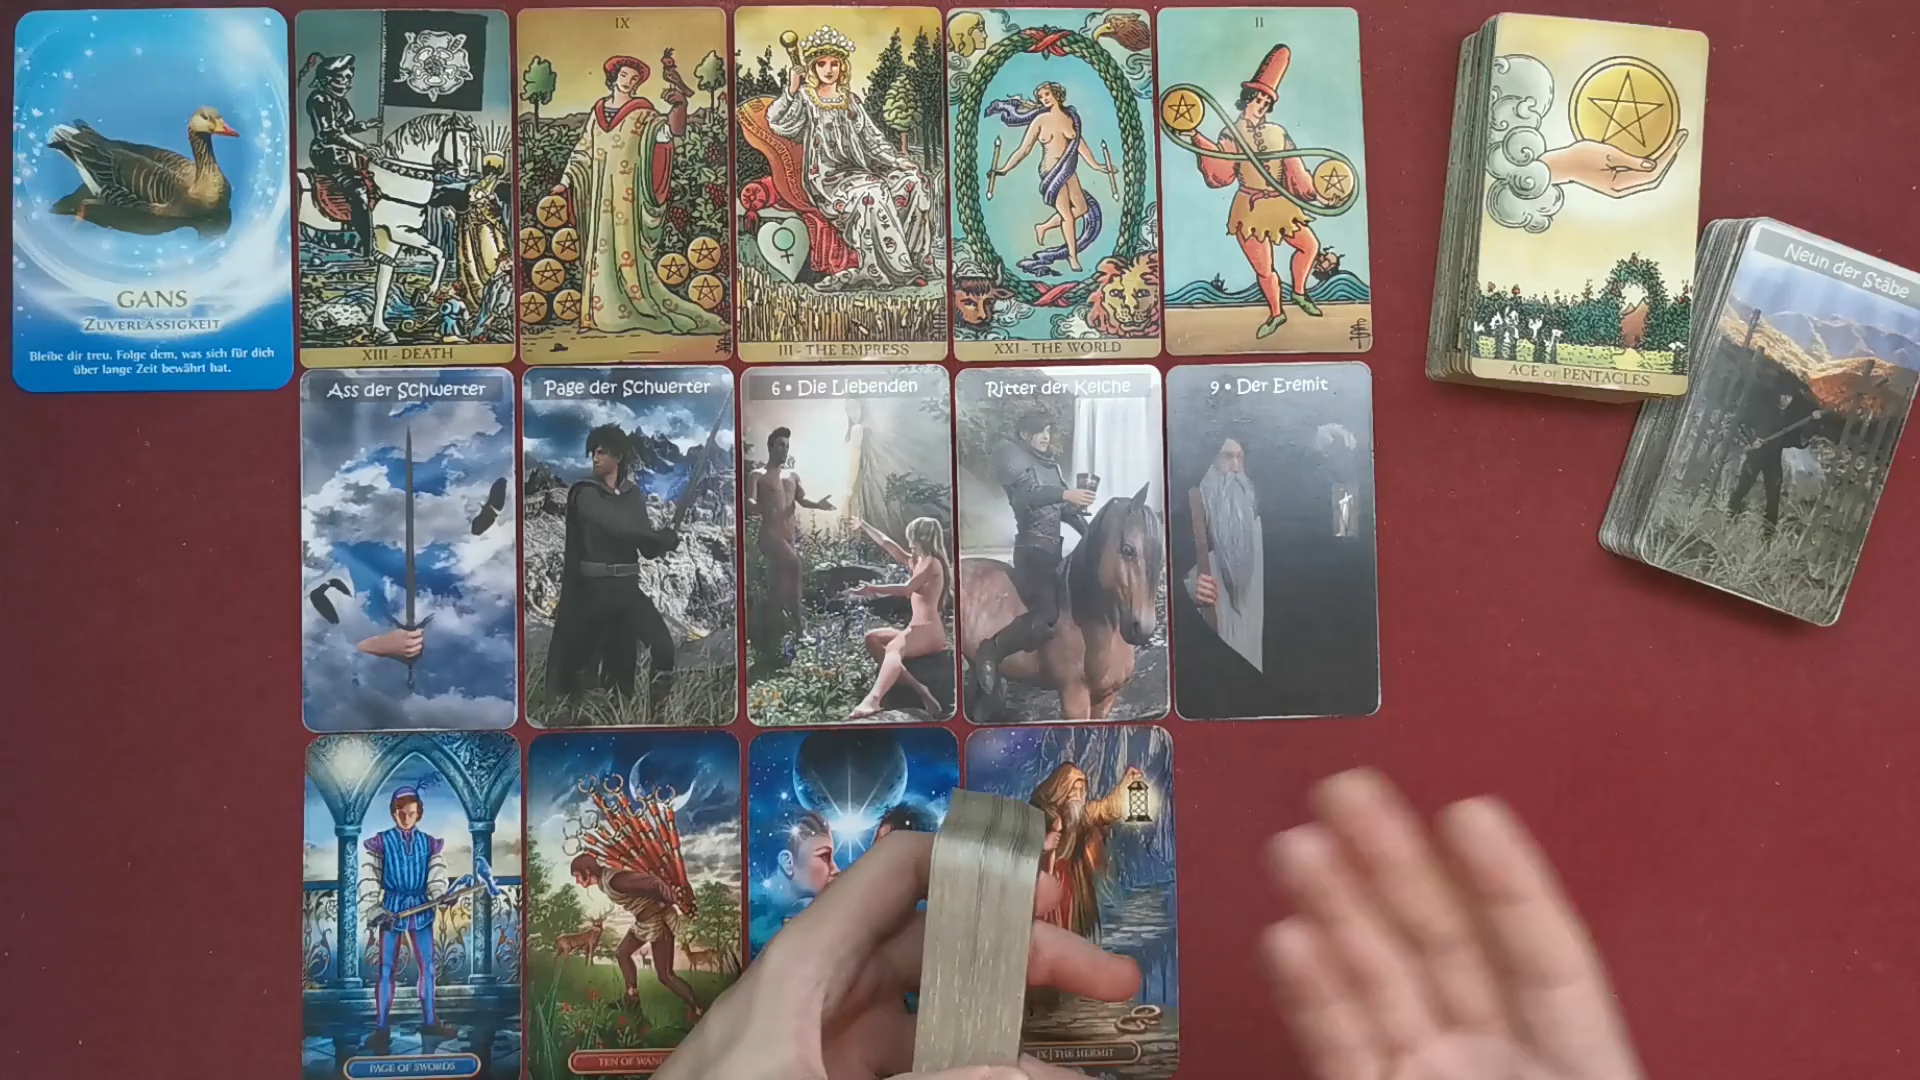 GANS
ZUVERLÄSSIGKEIT
Bleibe dir treu. Folge dem, was sich für dich
über lange Zeit bewährt hat.
XIII - DEATH
IX
III - THE EMPRESS
XXI - THE WORLD
II
ACE OF PENTACLES
Neun der Stäbe
Ass der Schwerter
Page der Schwerter
6 • Die Liebenden
Ritter der Kelche
9 • Der Eremit
PAGE OF SWORDS
TEN OF
IX | THE HERMIT